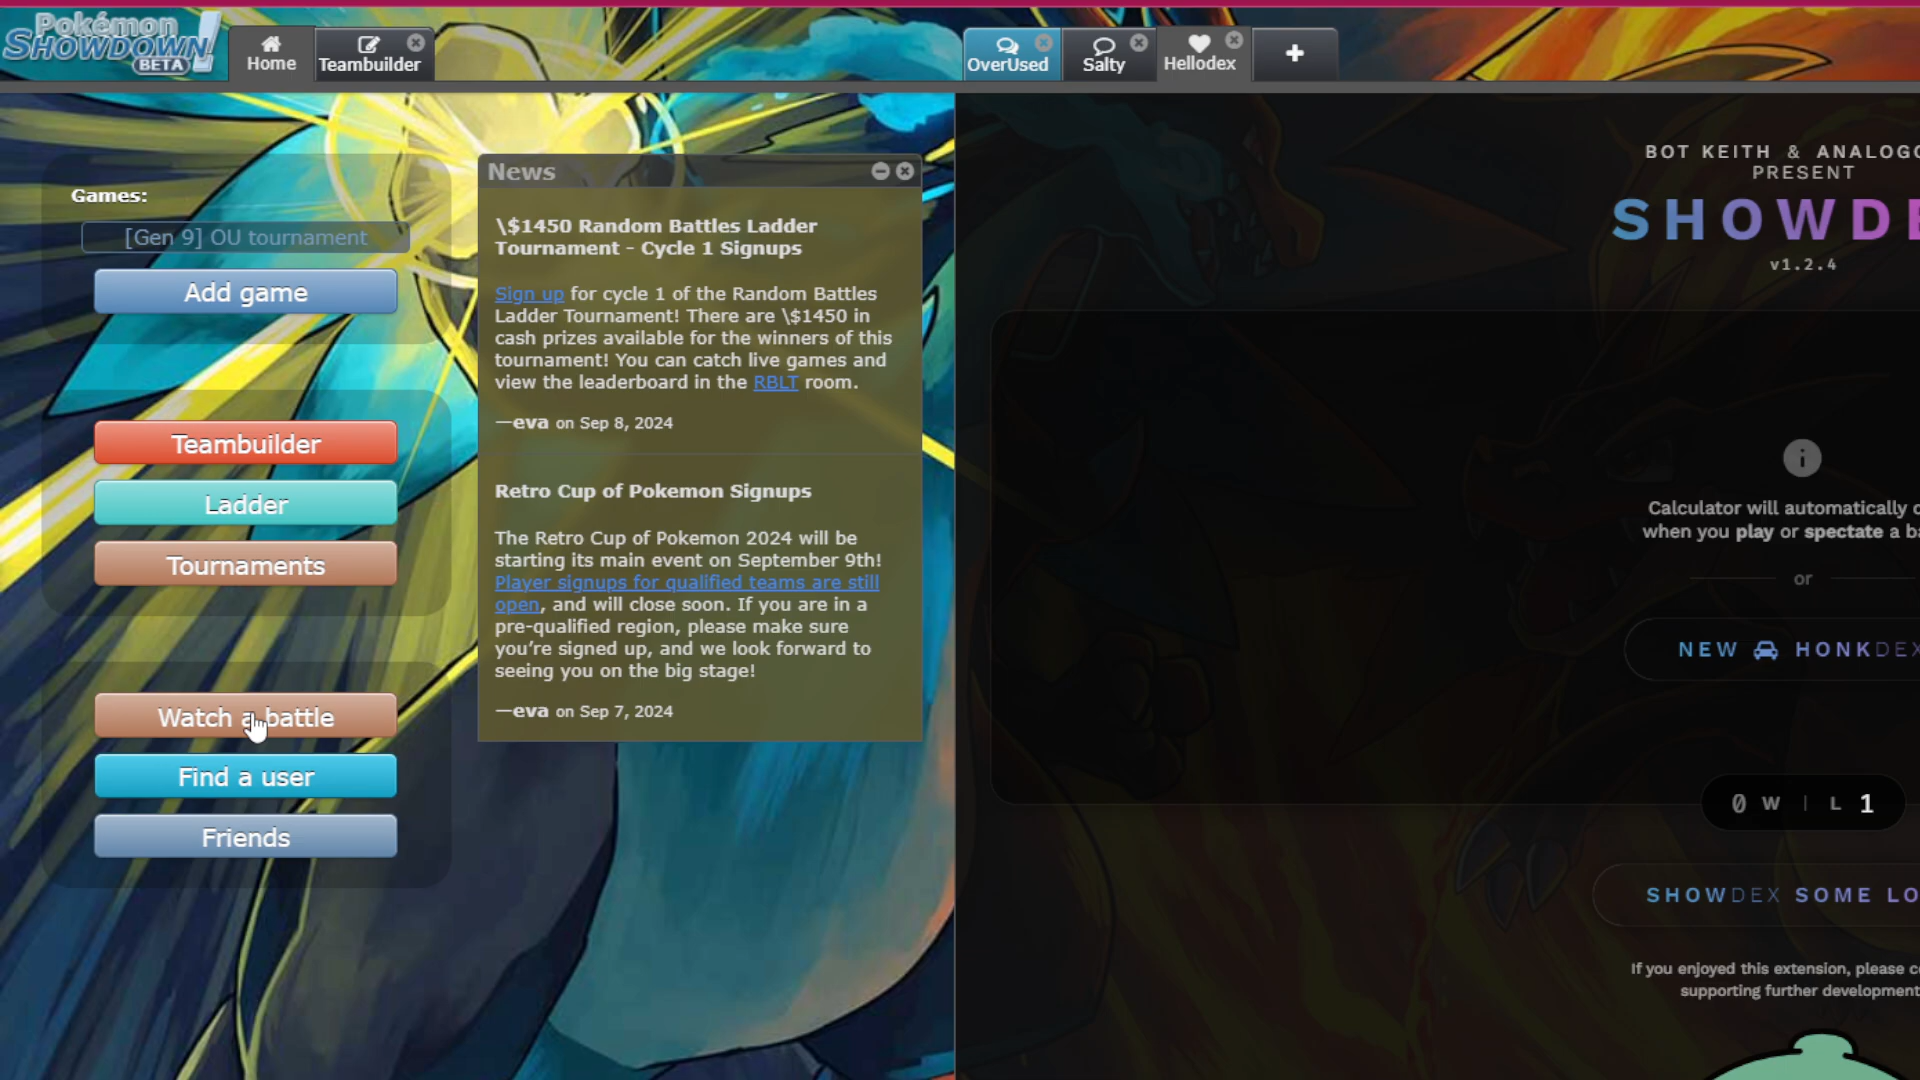 Pokémon
SHOWDOWN!
BETA
Home
Teambuilder
OverUsed
Salty
Hellodex
Games:
[Gen 9] OU tournament
Add game
Teambuilder
Ladder
Tournaments
Watch a battle
Find a user
Friends
News
\$1450 Random Battles Ladder
Tournament - Cycle 1 Signups
Sign up for cycle 1 of the Random Battles
Ladder Tournament! There are \$1450 in
cash prizes available for the winners of this
tournament! You can catch live games and
view the leaderboard in the RBLT room.
—eva on Sep 8, 2024
Retro Cup of Pokemon Signups
The Retro Cup of Pokemon 2024 will be
starting its main event on September 9th!
Player signups for qualified teams are still
open, and will close soon. If you are in a
pre-qualified region, please make sure
you're signed up, and we look forward to
seeing you on the big stage!
—eva on Sep 7, 2024
BOT KEITH & ANALOGO
PRESENT
SHOWDE
v1.2.4
Calculator will automatically
when you play or spectate a ba
or
NEW HONKDEX
0 W | L 1
SHOWDEX SOME LO
If you enjoyed this extension, please co
supporting further development